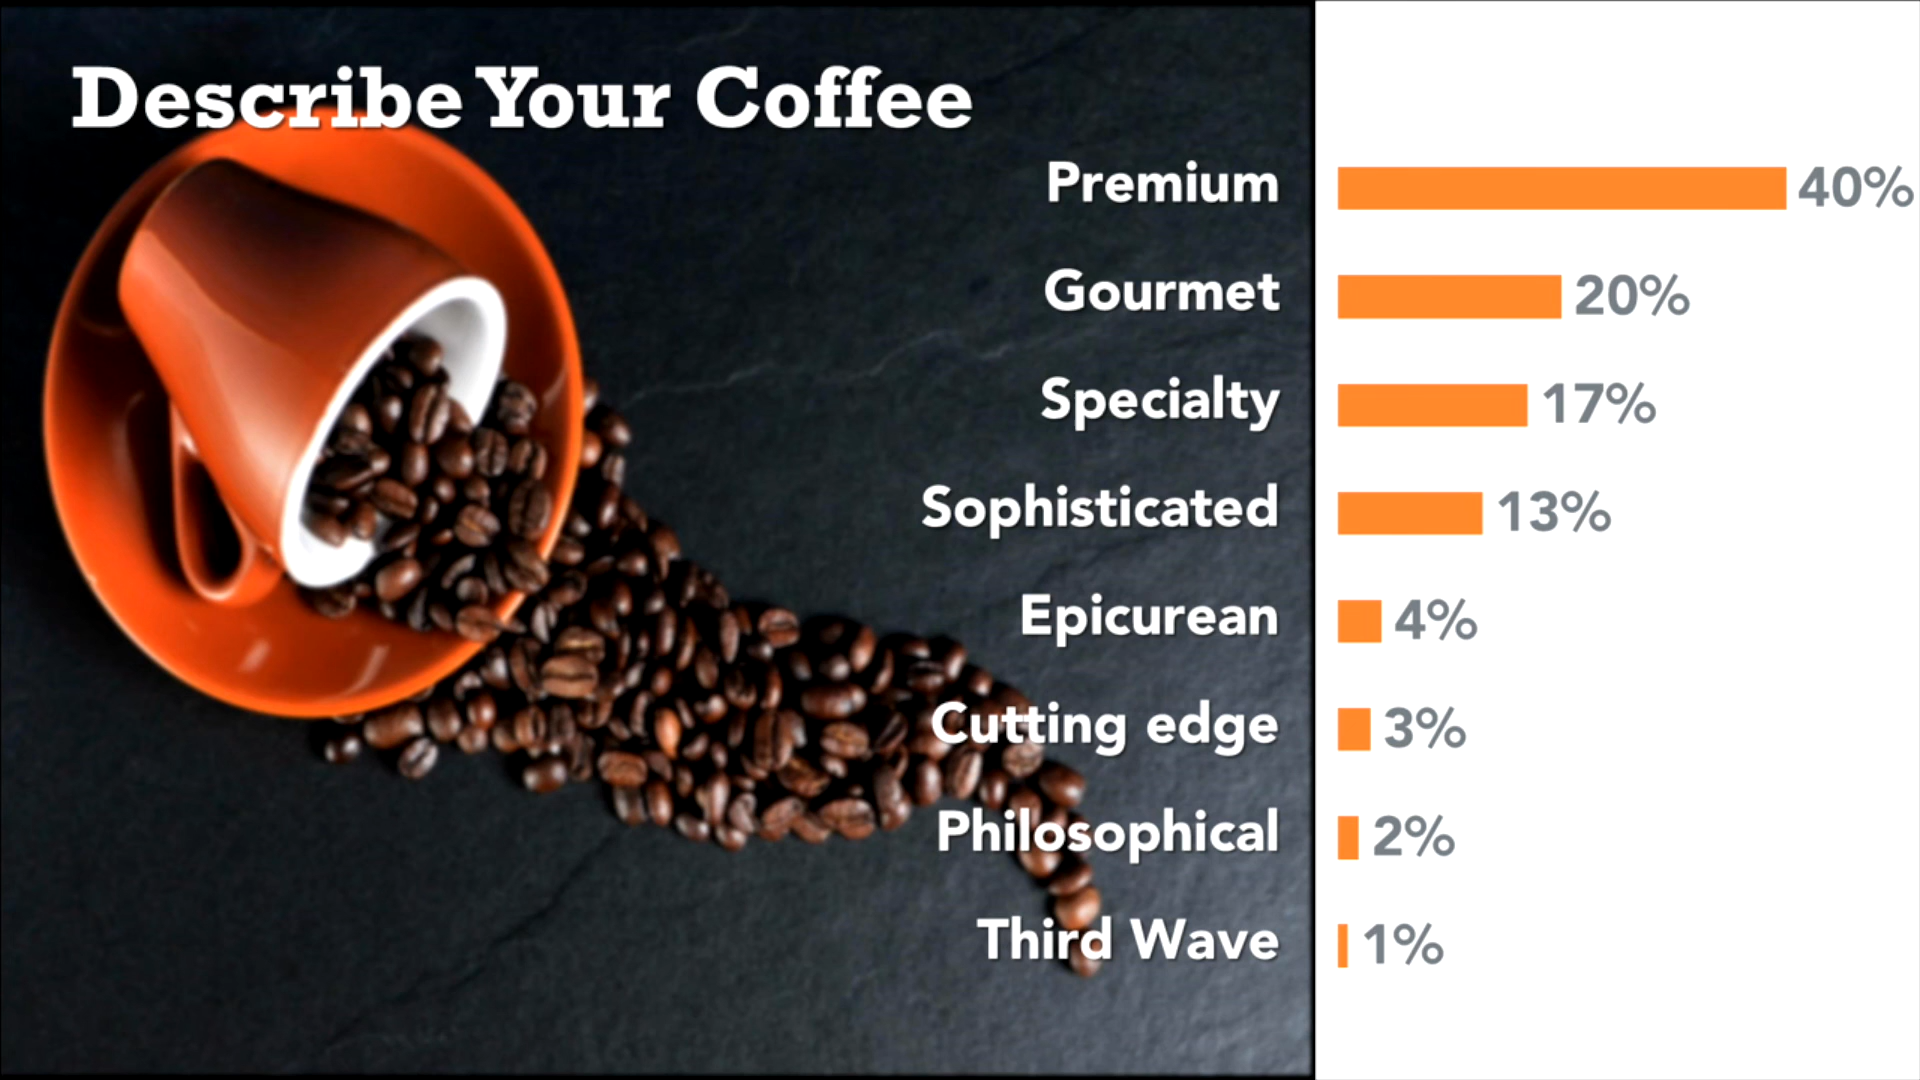 Describe Your Coffee
Premium 40%
Gourmet 20%
Specialty 17%
Sophisticated 13%
Epicurean 4%
Cutting edge 3%
Philosophical 2%
Third Wave 1%